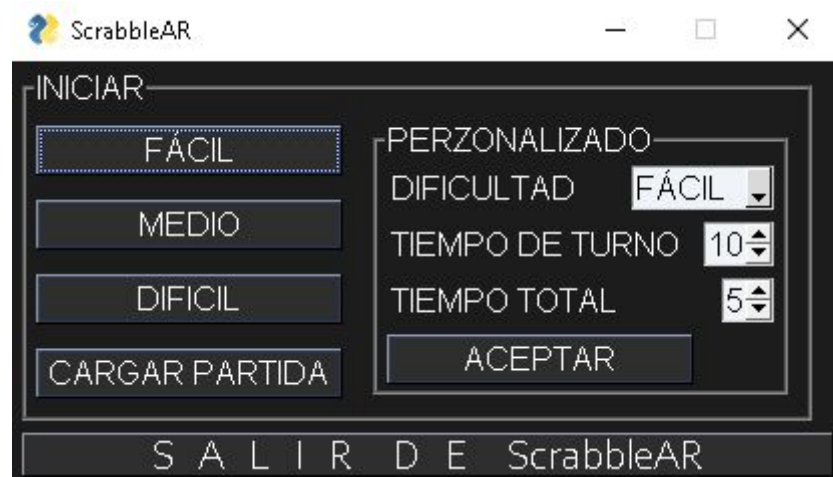 ScrabbleAR
INICIAR
FÁCIL
MEDIO
DIFICIL
CARGAR PARTIDA
PERZONALIZADO
DIFICULTAD FÁCIL
TIEMPO DE TURNO 10
TIEMPO TOTAL 5
ACEPTAR
S A L I R D E ScrabbleAR